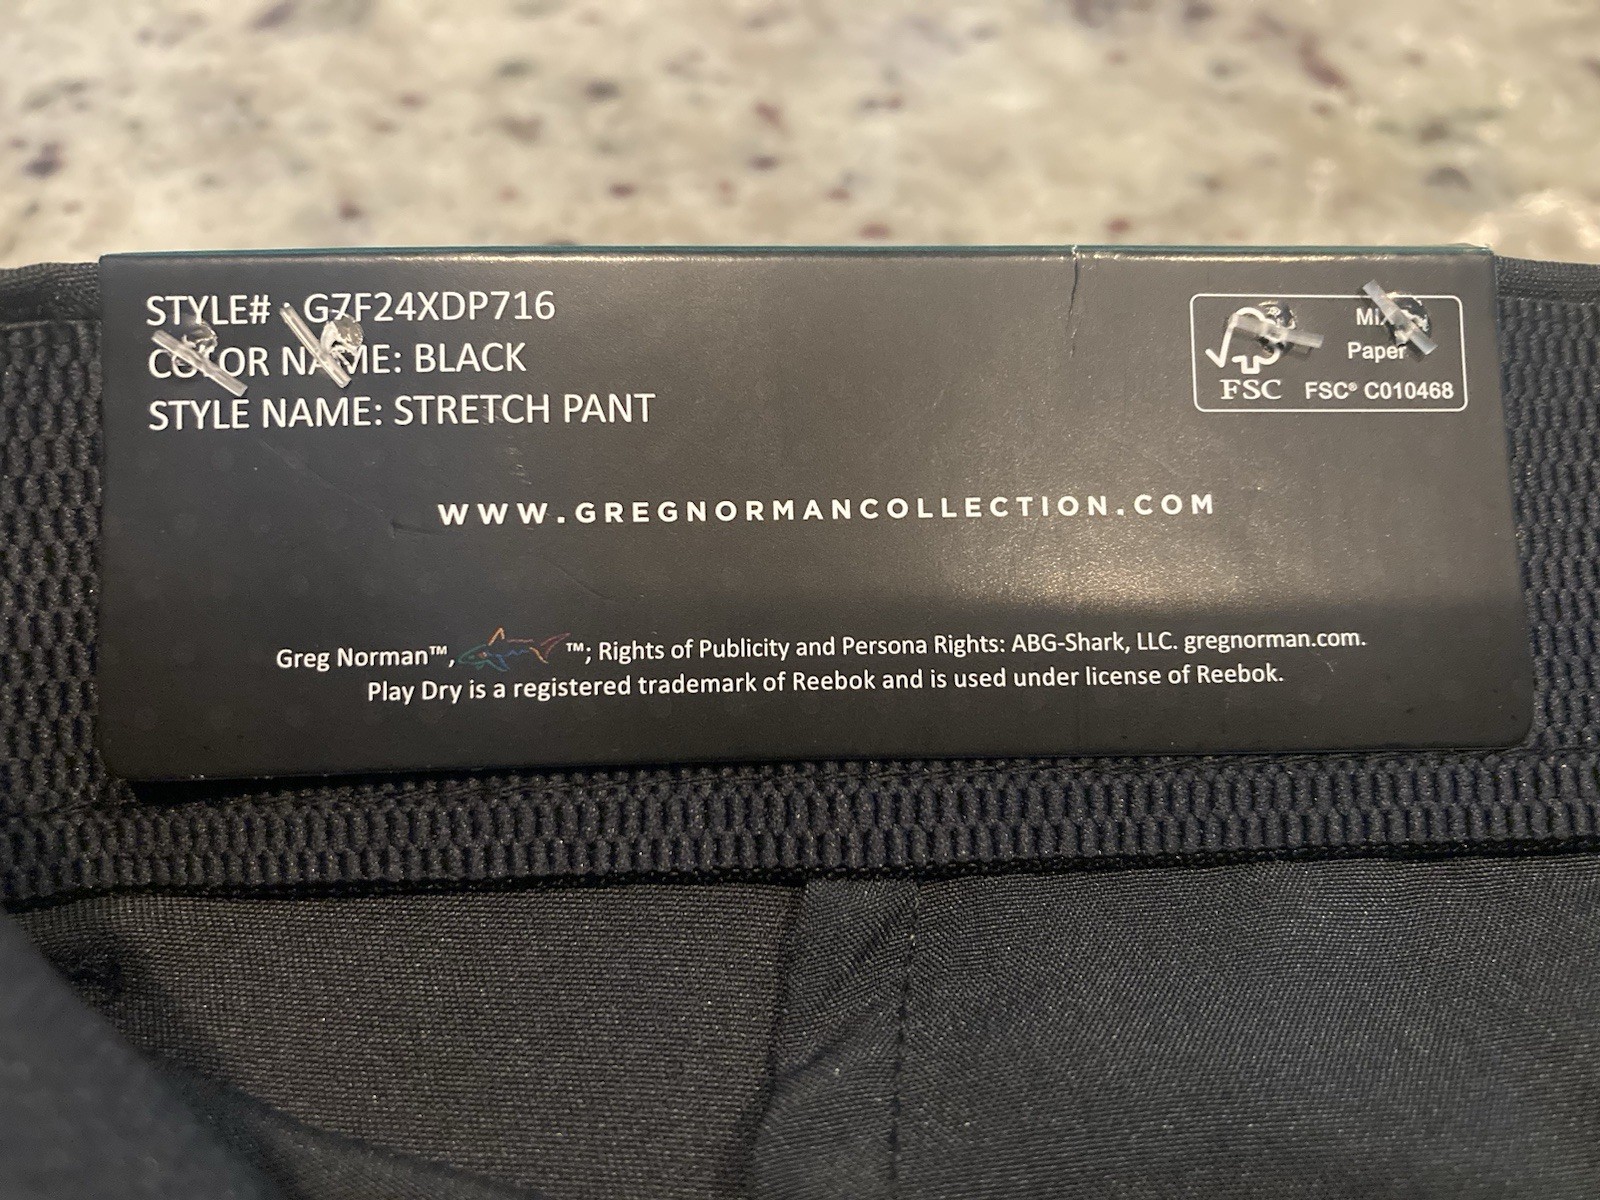 STYLE# : G7F24XDP716
COLOR NAME: BLACK
STYLE NAME: STRETCH PANT
Mix
Paper
FSC
FSC® C010468
WWW.GREGNORMANCOLLECTION.COM
Greg Norman™, ™; Rights of Publicity and Persona Rights: ABG-Shark, LLC. gregnorman.com.
Play Dry is a registered trademark of Reebok and is used under license of Reebok.